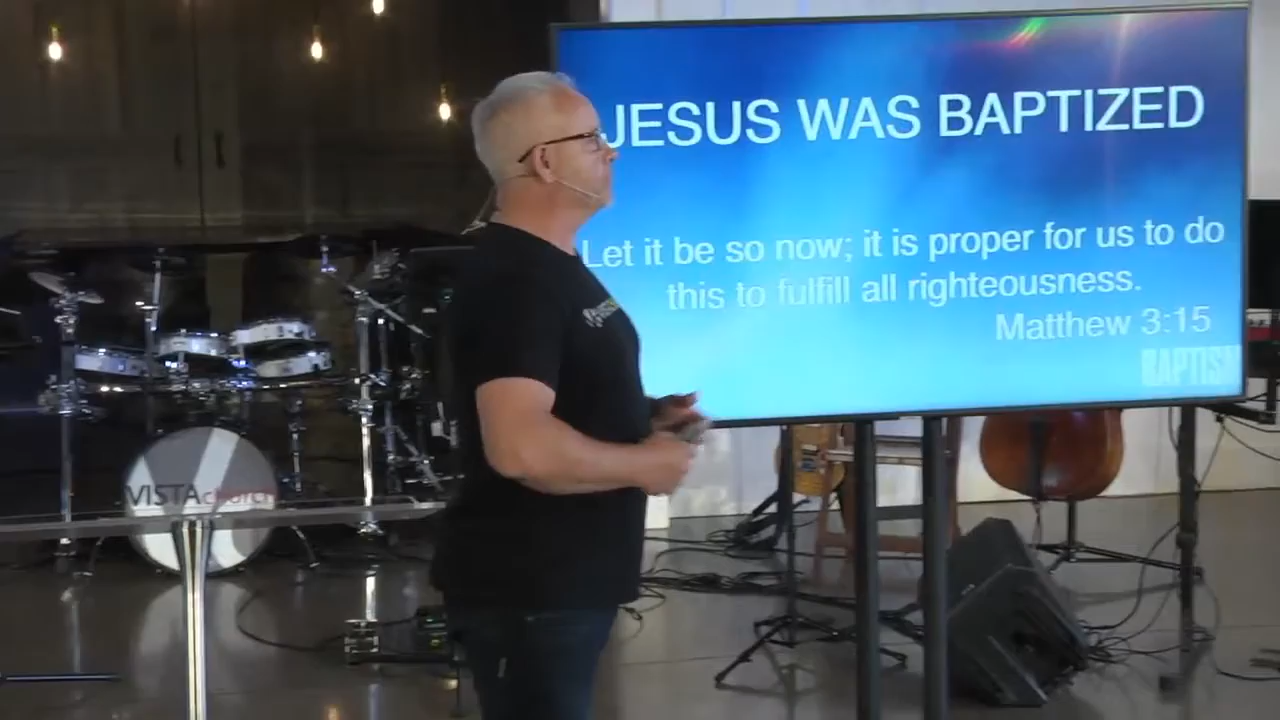 JESUS WAS BAPTIZED
Let it be so now; it is proper for us to do
this to fulfill all righteousness.
Matthew 3:15
BAPTISM
VISTAchurch